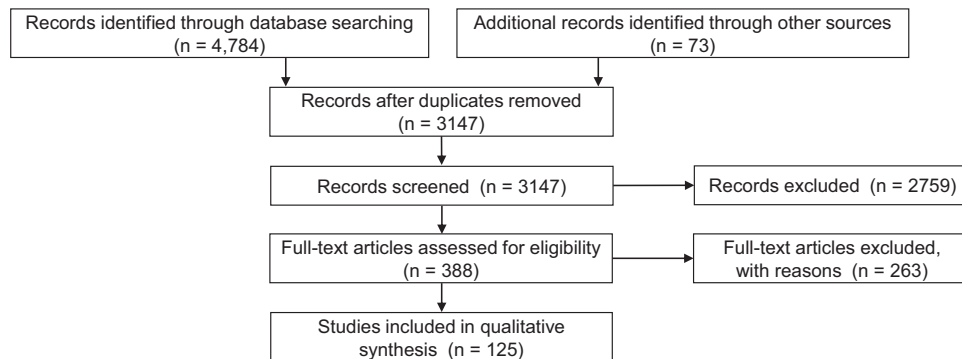 Records identified through database searching
(n = 4,784)
Additional records identified through other sources
(n = 73)
Records after duplicates removed
(n = 3147)
Records screened (n = 3147)
Records excluded (n = 2759)
Full-text articles assessed for eligibility
(n = 388)
Full-text articles excluded,
with reasons (n = 263)
Studies included in qualitative
synthesis (n = 125)